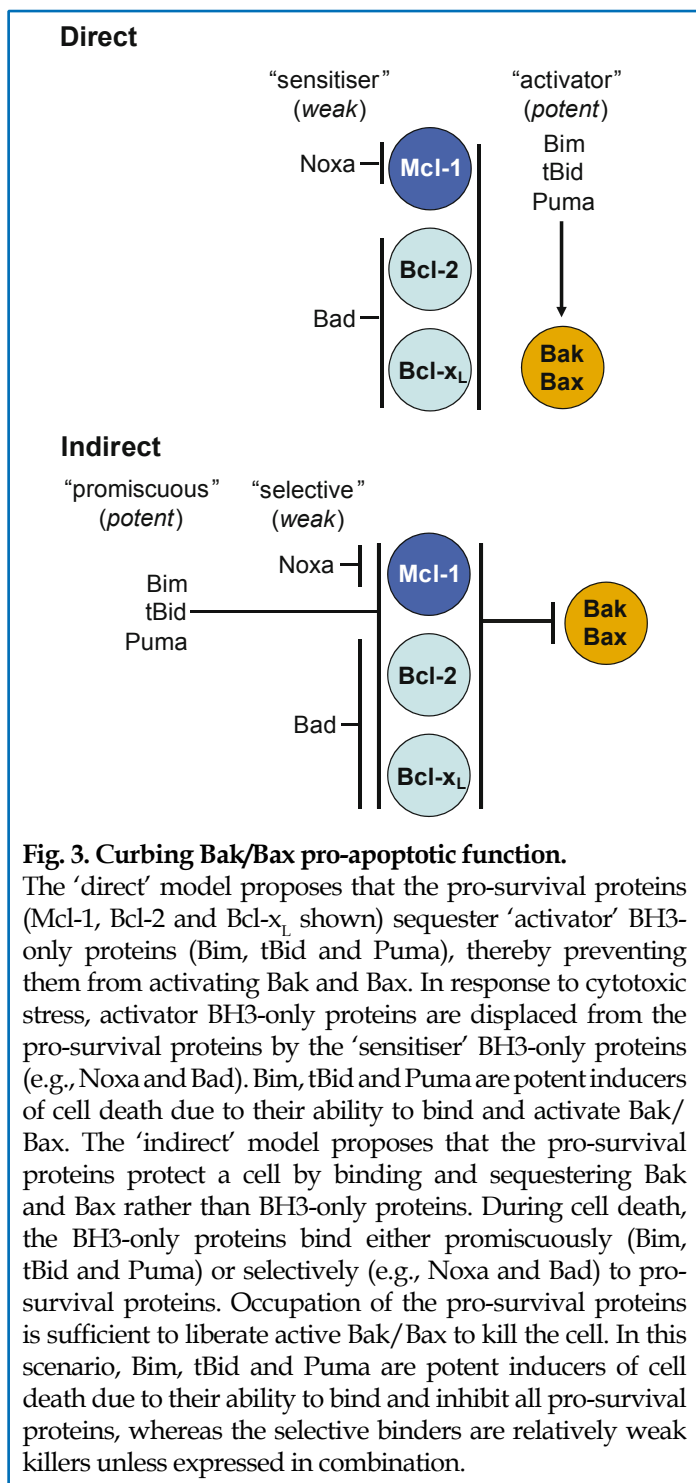 Direct
“sensitiser” “activator”
(weak) (potent)
Bim
Noxa Mcl-1 tBid
Puma
Bcl-2
Bad
Bcl-xL Bak
Bax
Indirect
“promiscuous” “selective”
(potent) (weak)
Noxa Mcl-1
Bim
tBid Bak
Puma Bax
Bcl-2
Bad
Bcl-xL
Fig. 3. Curbing Bak/Bax pro-apoptotic function.
The ‘direct’ model proposes that the pro-survival proteins
(Mcl-1, Bcl-2 and Bcl-xL shown) sequester ‘activator’ BH3-
only proteins (Bim, tBid and Puma), thereby preventing
them from activating Bak and Bax. In response to cytotoxic
stress, activator BH3-only proteins are displaced from the
pro-survival proteins by the ‘sensitiser’ BH3-only proteins
(e.g., Noxa and Bad). Bim, tBid and Puma are potent inducers
of cell death due to their ability to bind and activate Bak/
Bax. The ‘indirect’ model proposes that the pro-survival
proteins protect a cell by binding and sequestering Bak
and Bax rather than BH3-only proteins. During cell death,
the BH3-only proteins bind either promiscuously (Bim,
tBid and Puma) or selectively (e.g., Noxa and Bad) to pro-
survival proteins. Occupation of the pro-survival proteins
is sufficient to liberate active Bak/Bax to kill the cell. In this
scenario, Bim, tBid and Puma are potent inducers of cell
death due to their ability to bind and inhibit all pro-survival
proteins, whereas the selective binders are relatively weak
killers unless expressed in combination.